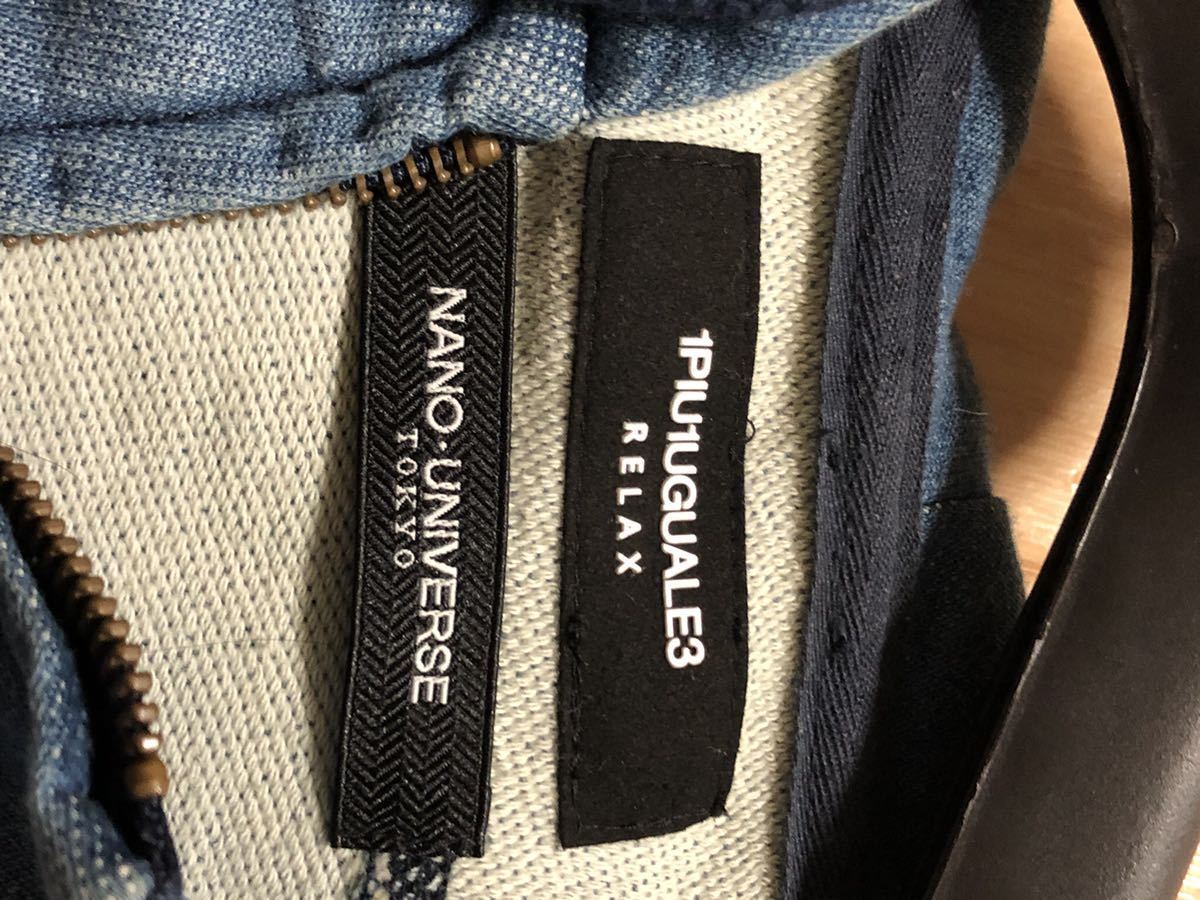 1PIU1UGUALE3
RELAX
NANO·UNIVERSE
TOKYO